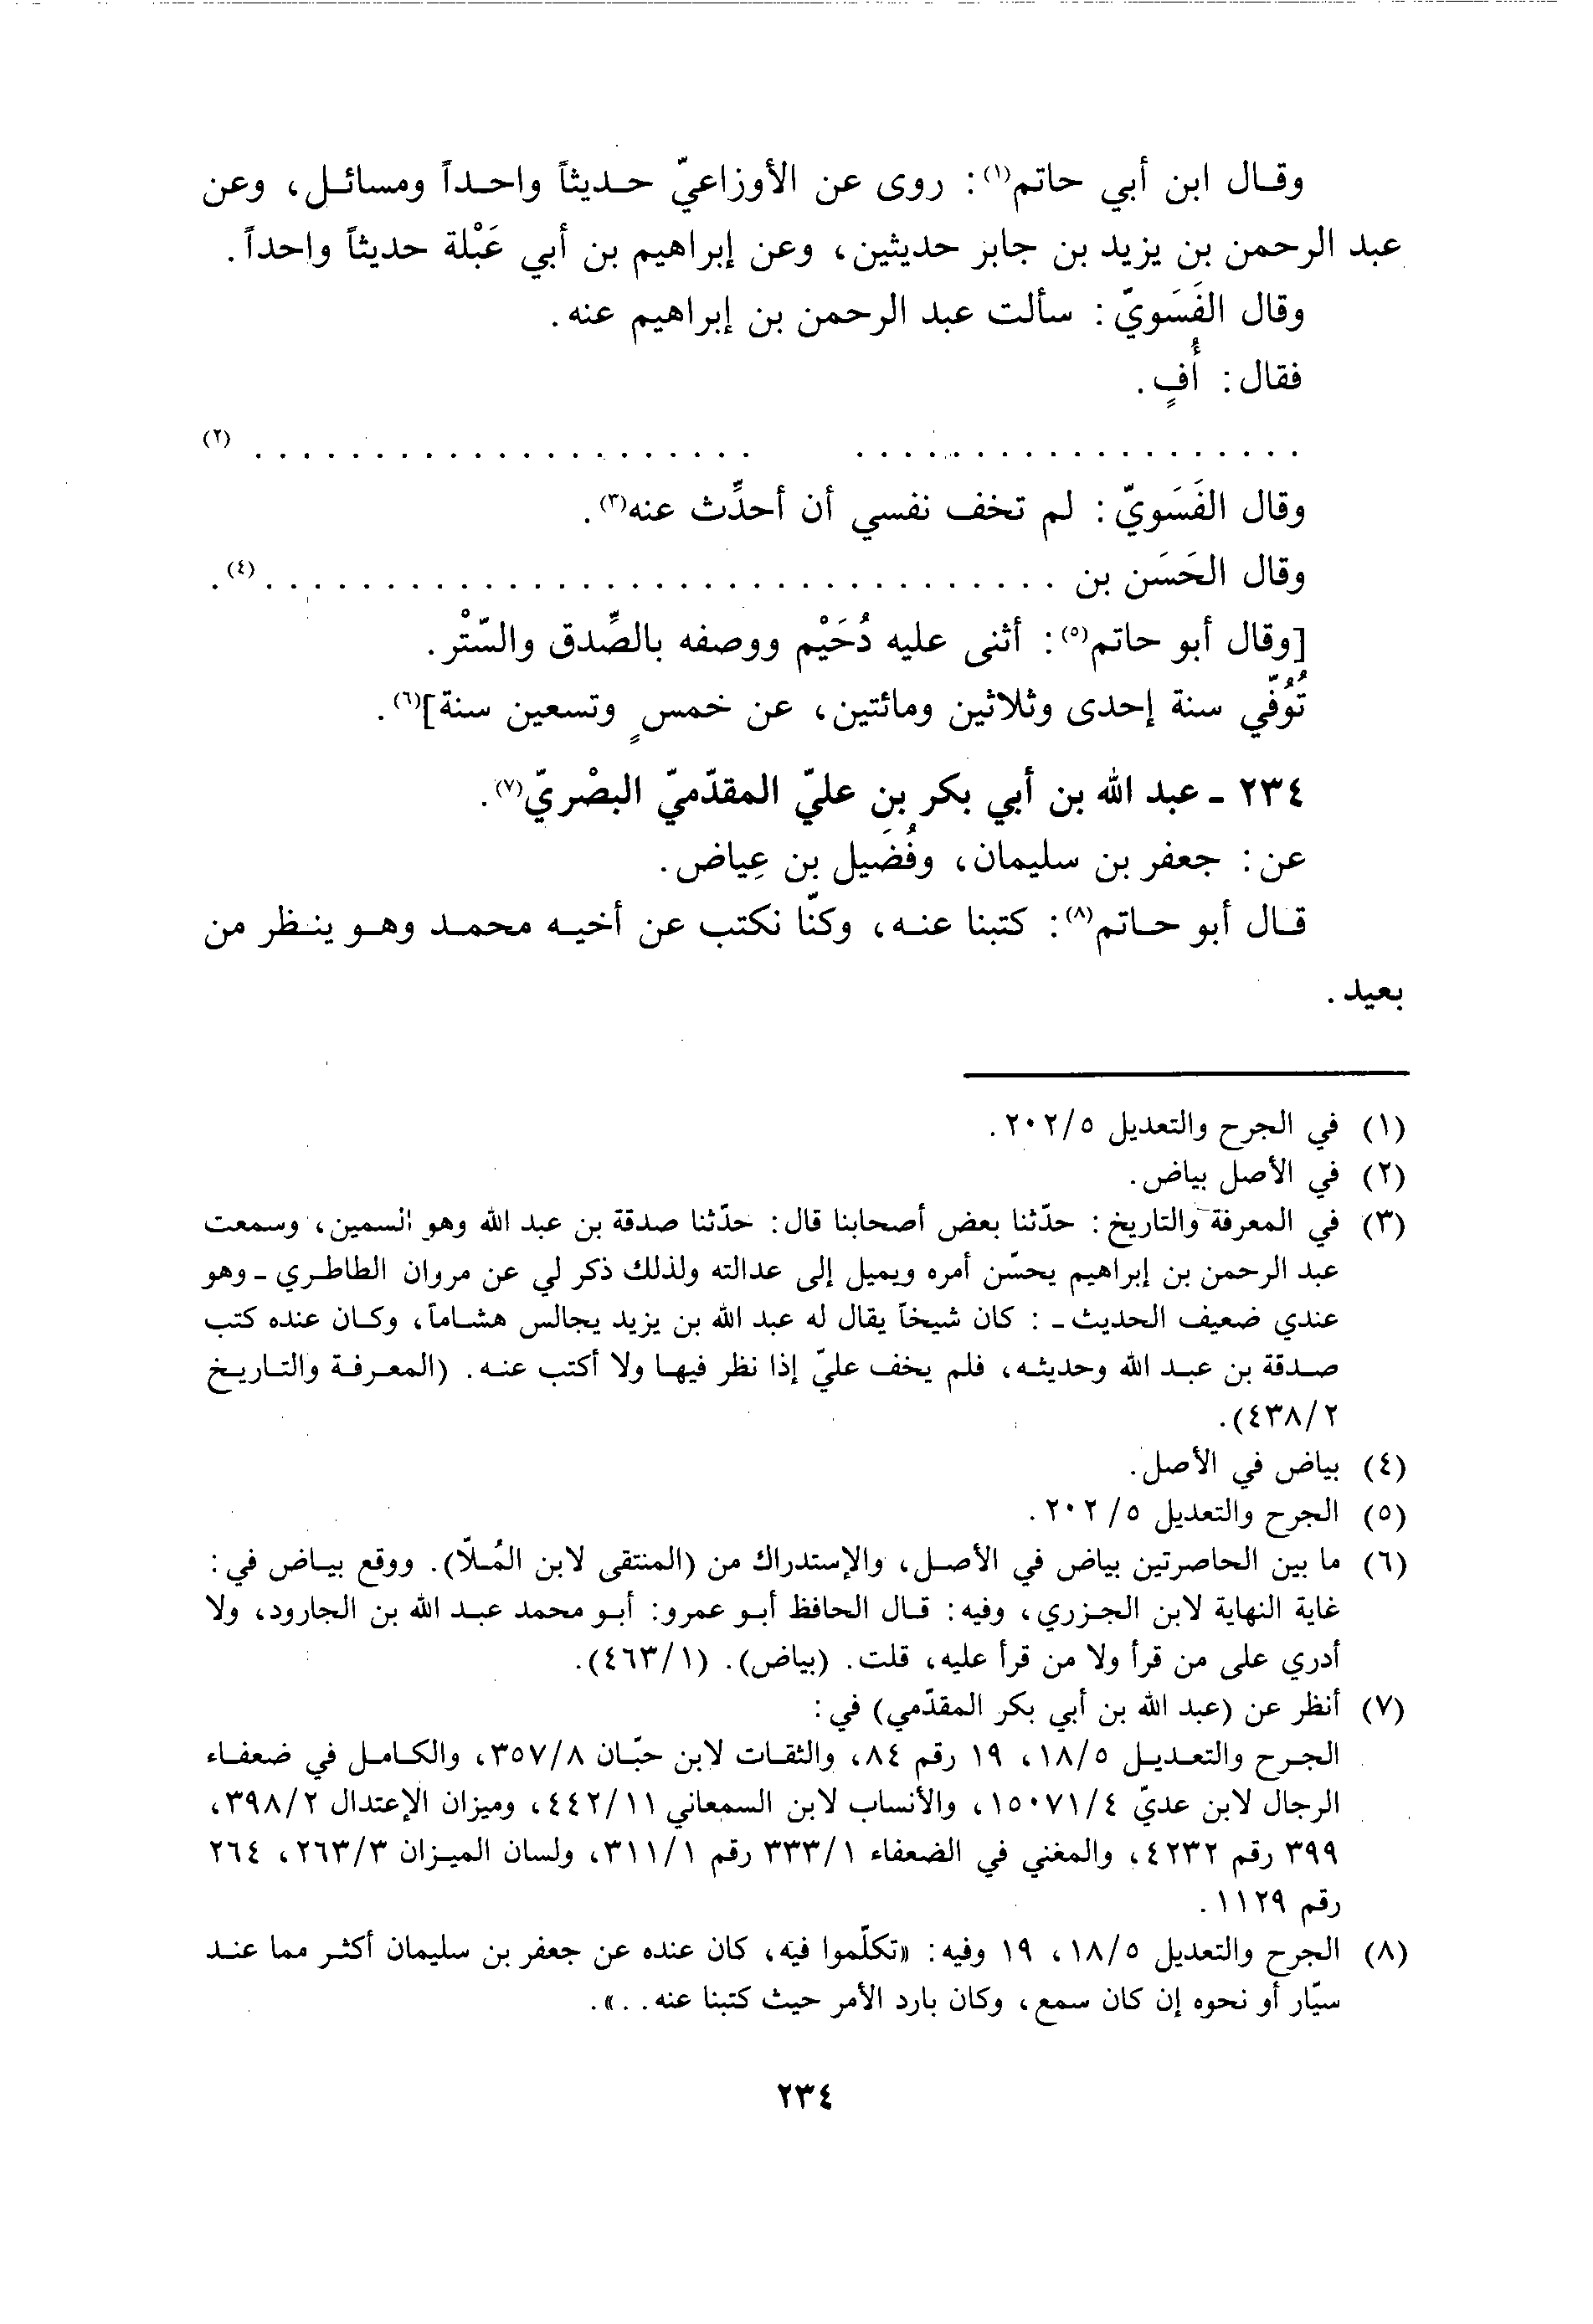 وقال ابن أبي حاتم(١): روى عن الأوزاعيّ حديثاً واحداً ومسائل، وعن
عبد الرحمن بن يزيد بن جابر حديثين، وعن إبراهيم بن أبي عَبْلة حديثاً واحداً.
وقال الفَسَويّ: سألت عبد الرحمن بن إبراهيم عنه.
فقال: أُفٍ.
. . . . . . . . . . . . . . . . . . .     . . . . . . . . . . . . . . . . . . . . . (٢)
وقال الفَسَويّ: لم تخف نفسي أن أحدِّث عنه(٣).
وقال الحَسَن بن . . . . . . . . . . . . . . . . . . . . . . . . . . . . . . . . . (٤).
[وقال أبو حاتم(٥): أثنى عليه دُحَيْم ووصفه بالصِّدق والسّتْر.
تُوُفّي سنة إحدى وثلاثين ومائتين، عن خمسٍ وتسعين سنة](٦).
٢٣٤ ـ عبد الله بن أبي بكر بن عليّ المقدّميّ البصْريّ(٧).
عن: جعفر بن سليمان، وفُضَيل بن عِياض.
قال أبو حاتم(٨): كتبنا عنه، وكنّا نكتب عن أخيه محمد وهو ينظر من
بعيد.
(١) في الجرح والتعديل ٢٠٢/٥.
(٢) في الأصل بياض.
(٣) في المعرفة والتاريخ: حدّثنا بعض أصحابنا قال: حدّثنا صدقة بن عبد الله وهو السمين، وسمعت
عبد الرحمن بن إبراهيم يحسّن أمره ويميل إلى عدالته ولذلك ذكر لي عن مروان الطاطري ـ وهو
عندي ضعيف الحديث ـ : كان شيخاً يقال له عبد الله بن يزيد يجالس هشاماً، وكان عنده كتب
صدقة بن عبد الله وحديثه، فلم يخف عليّ إذا نظر فيها ولا أكتب عنه. (المعرفة والتاريخ
٤٣٨/٢).
(٤) بياض في الأصل.
(٥) الجرح والتعديل ٢٠٢/٥.
(٦) ما بين الحاصرتين بياض في الأصل، والإستدراك من (المنتقى لابن المُلّا). ووقع بياض في:
غاية النهاية لابن الجزري، وفيه: قال الحافظ أبو عمرو: أبو محمد عبد الله بن الجارود، ولا
أدري على من قرأ ولا من قرأ عليه، قلت. (بياض). (٤٦٣/١).
(٧) أنظر عن (عبد الله بن أبي بكر المقدّمي) في:
الجرح والتعديل ١٨/٥، ١٩ رقم ٨٤، والثقات لابن حبّان ٣٥٧/٨، والكامل في ضعفاء
الرجال لابن عديّ ١٥٠٧١/٤، والأنساب لابن السمعاني ٤٤٢/١١، وميزان الإعتدال ٣٩٨/٢،
٣٩٩ رقم ٤٢٣٢، والمغني في الضعفاء ٣٣٣/١ رقم ٣١١/١، ولسان الميزان ٢٦٣/٣، ٢٦٤
رقم ١١٢٩.
(٨) الجرح والتعديل ١٨/٥، ١٩ وفيه: «تكلّموا فيه، كان عنده عن جعفر بن سليمان أكثر مما عند
سيّار أو نحوه إن كان سمع، وكان بارد الأمر حيث كتبنا عنه..».
٢٣٤